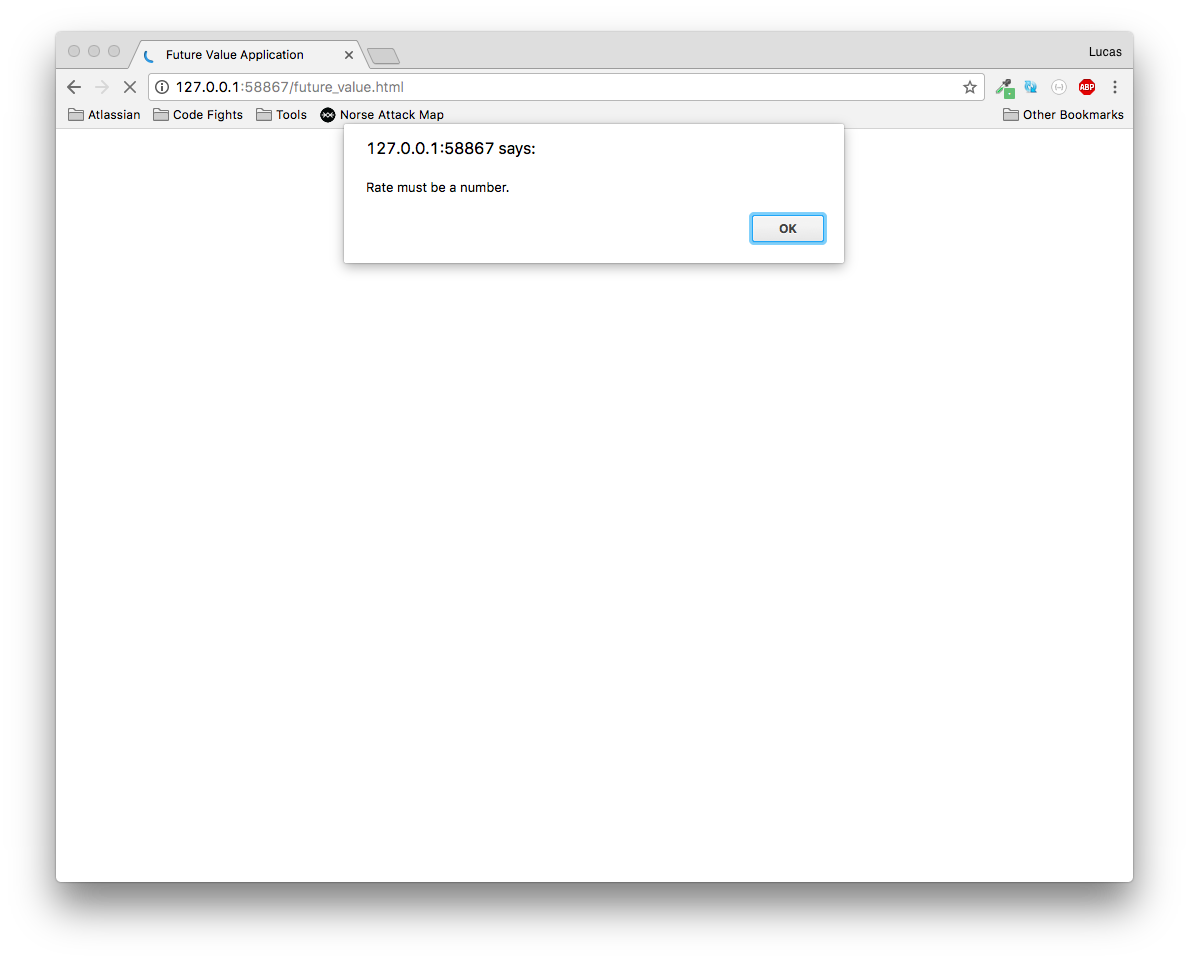 Future Value Application
Lucas
127.0.0.1:58867/future_value.html
ABP
Atlassian Code Fights Tools Norse Attack Map Other Bookmarks
127.0.0.1:58867 says:
Rate must be a number.
OK